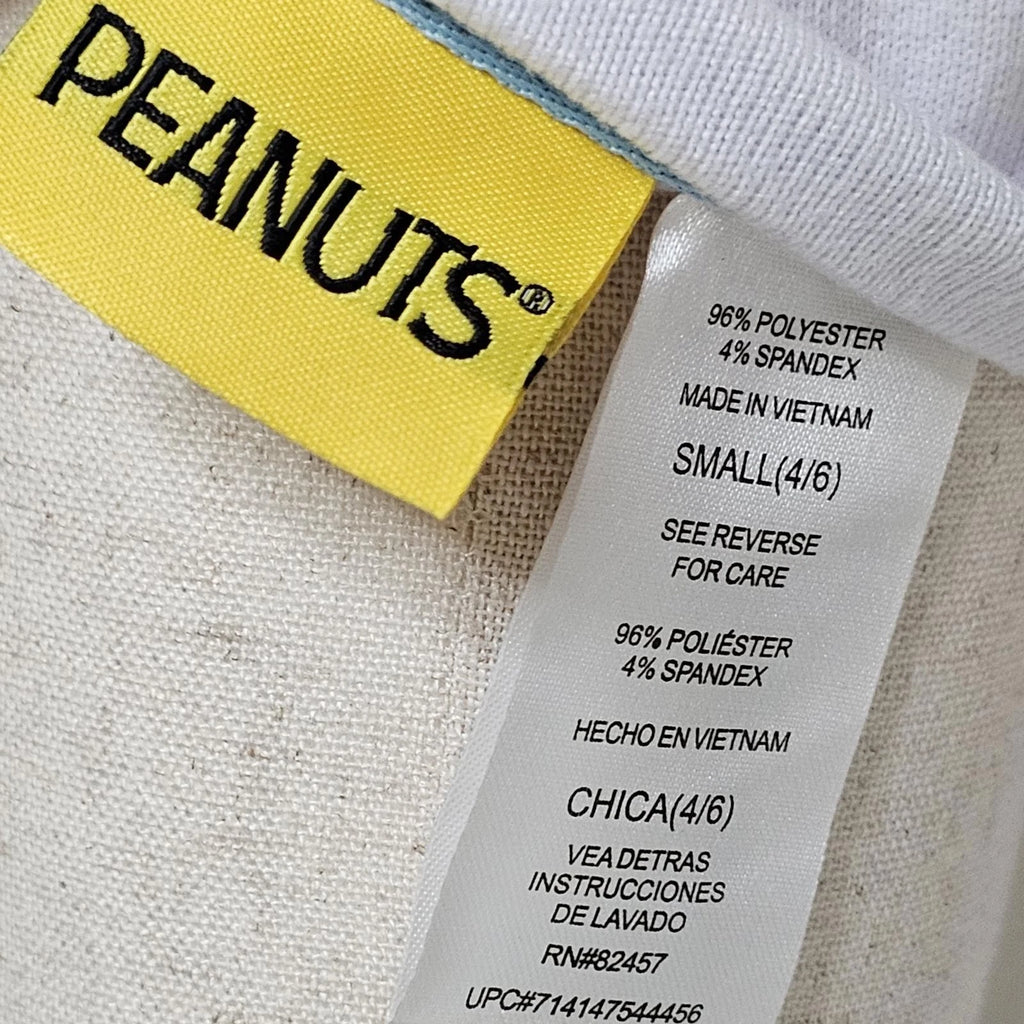 PEANUTS®
96% POLYESTER
4% SPANDEX
MADE IN VIETNAM
SMALL(4/6)
SEE REVERSE
FOR CARE
96% POLIÉSTER
4% SPANDEX
HECHO EN VIETNAM
CHICA(4/6)
VEA DETRAS
INSTRUCCIONES
DE LAVADO
RN#82457
UPC#714147544456